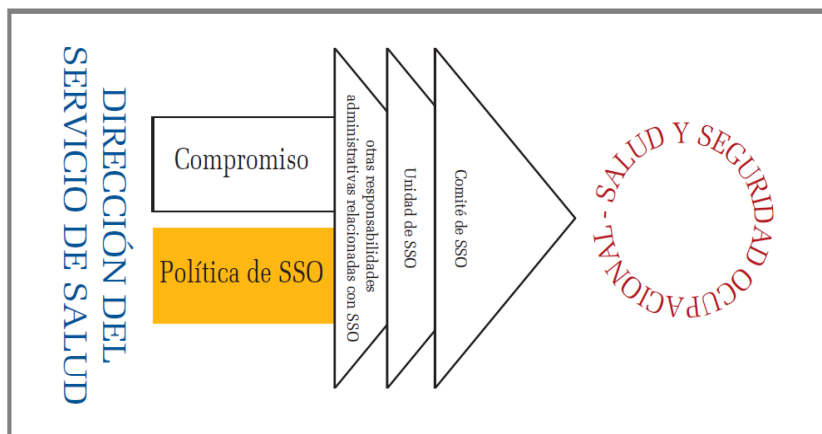 DIRECCIÓN DEL
SERVICIO DE SALUD
Compromiso
Política de SSO
otras responsabilidades
administrativas relacionadas con SSO
Unidad de SSO
Comité de SSO
SALUD Y SEGURIDAD OCUPACIONAL -